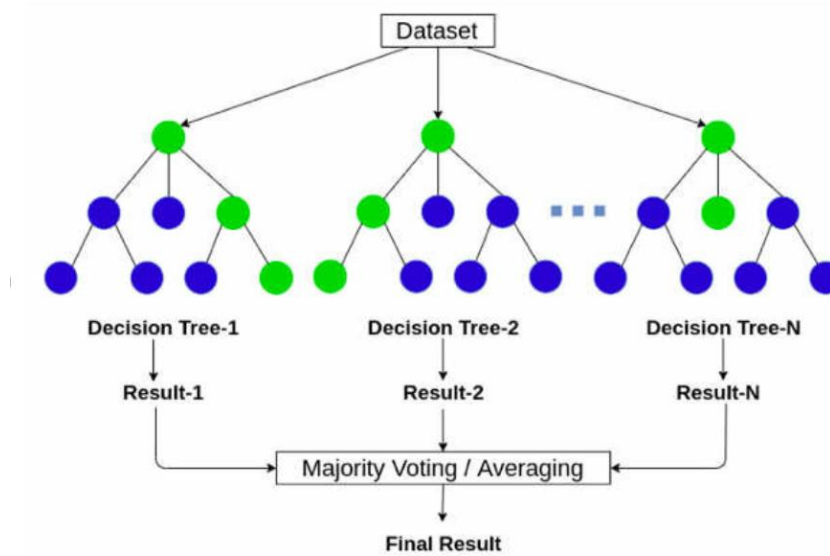 Dataset
Decision Tree-1
Decision Tree-2
Decision Tree-N
Result-1
Result-2
Result-N
Majority Voting / Averaging
Final Result